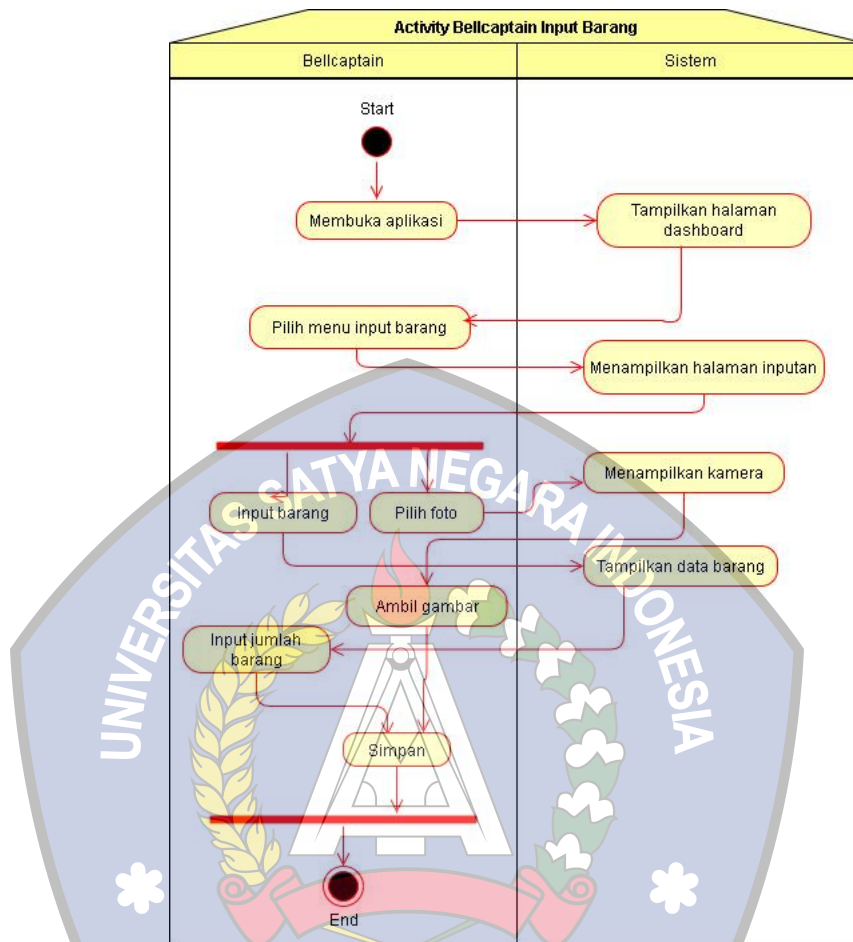 Activity Bellcaptain Input Barang
Bellcaptain
Sistem
Start
Membuka aplikasi
Tampilkan halaman
dashboard
Pilih menu input barang
Menampilkan halaman inputan
Menampilkan kamera
Input barang
Pilih foto
Tampilkan data barang
Ambil gambar
Input jumlah
barang
Simpan
End
UNIVERSITAS SATYA NEGARA INDONESIA